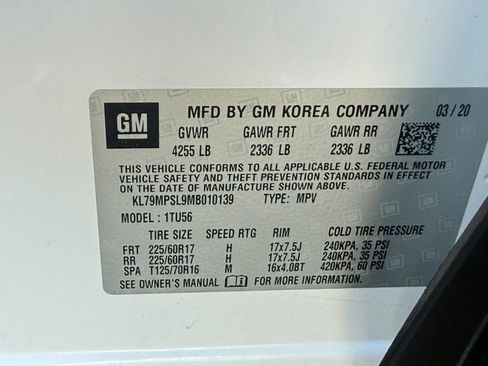 GM
MFD BY GM KOREA COMPANY 03/20
GVWR GAWR FRT GAWR RR
4255 LB 2336 LB 2336 LB
THIS VEHICLE CONFORMS TO ALL APPLICABLE U.S. FEDERAL MOTOR
VEHICLE SAFETY AND THEFT PREVENTION STANDARDS IN EFFECT ON
THE DATE OF MANUFACTURE SHOWN ABOVE.
KL79MPSL9MB010139 TYPE: MPV
MODEL : 1TU56
TIRE SIZE SPEED RTG RIM COLD TIRE PRESSURE
FRT 225/60R17 H 17x7.5J 240KPA, 35 PSI
RR 225/60R17 H 17x7.5J 240KPA, 35 PSI
SPA T125/70R16 M 16x4.0BT 420KPA, 60 PSI
SEE OWNER'S MANUAL FOR MORE INFORMATION